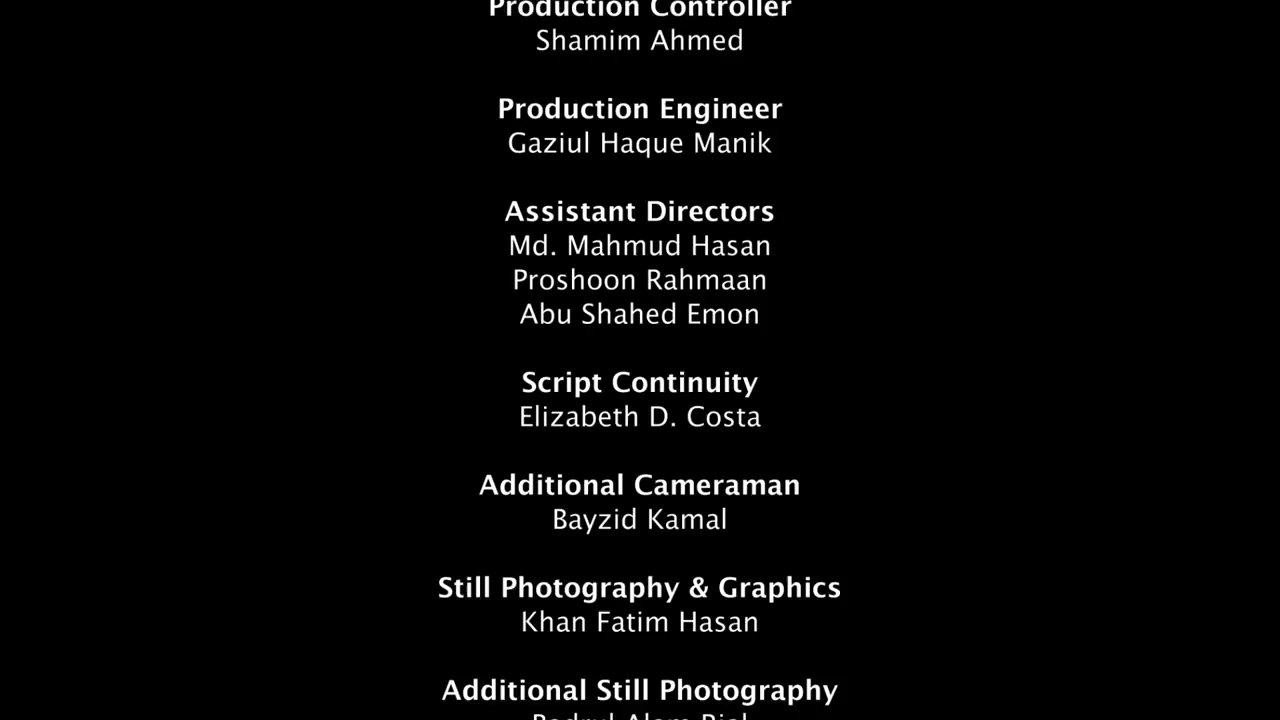 Production Controller
Shamim Ahmed
Production Engineer
Gaziul Haque Manik
Assistant Directors
Md. Mahmud Hasan
Proshoon Rahmaan
Abu Shahed Emon
Script Continuity
Elizabeth D. Costa
Additional Cameraman
Bayzid Kamal
Still Photography & Graphics
Khan Fatim Hasan
Additional Still Photography